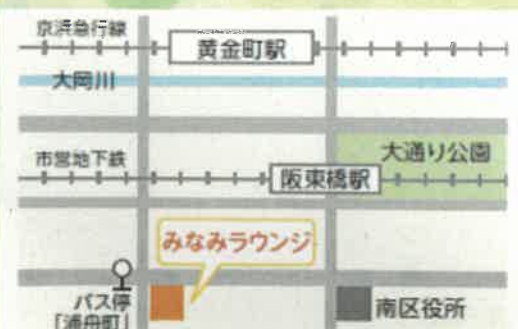 京浜急行線
黄金町駅
大岡川
市営地下鉄
大通り公園
阪東橋駅
みなみラウンジ
バス停
「浦舟町」
南区役所